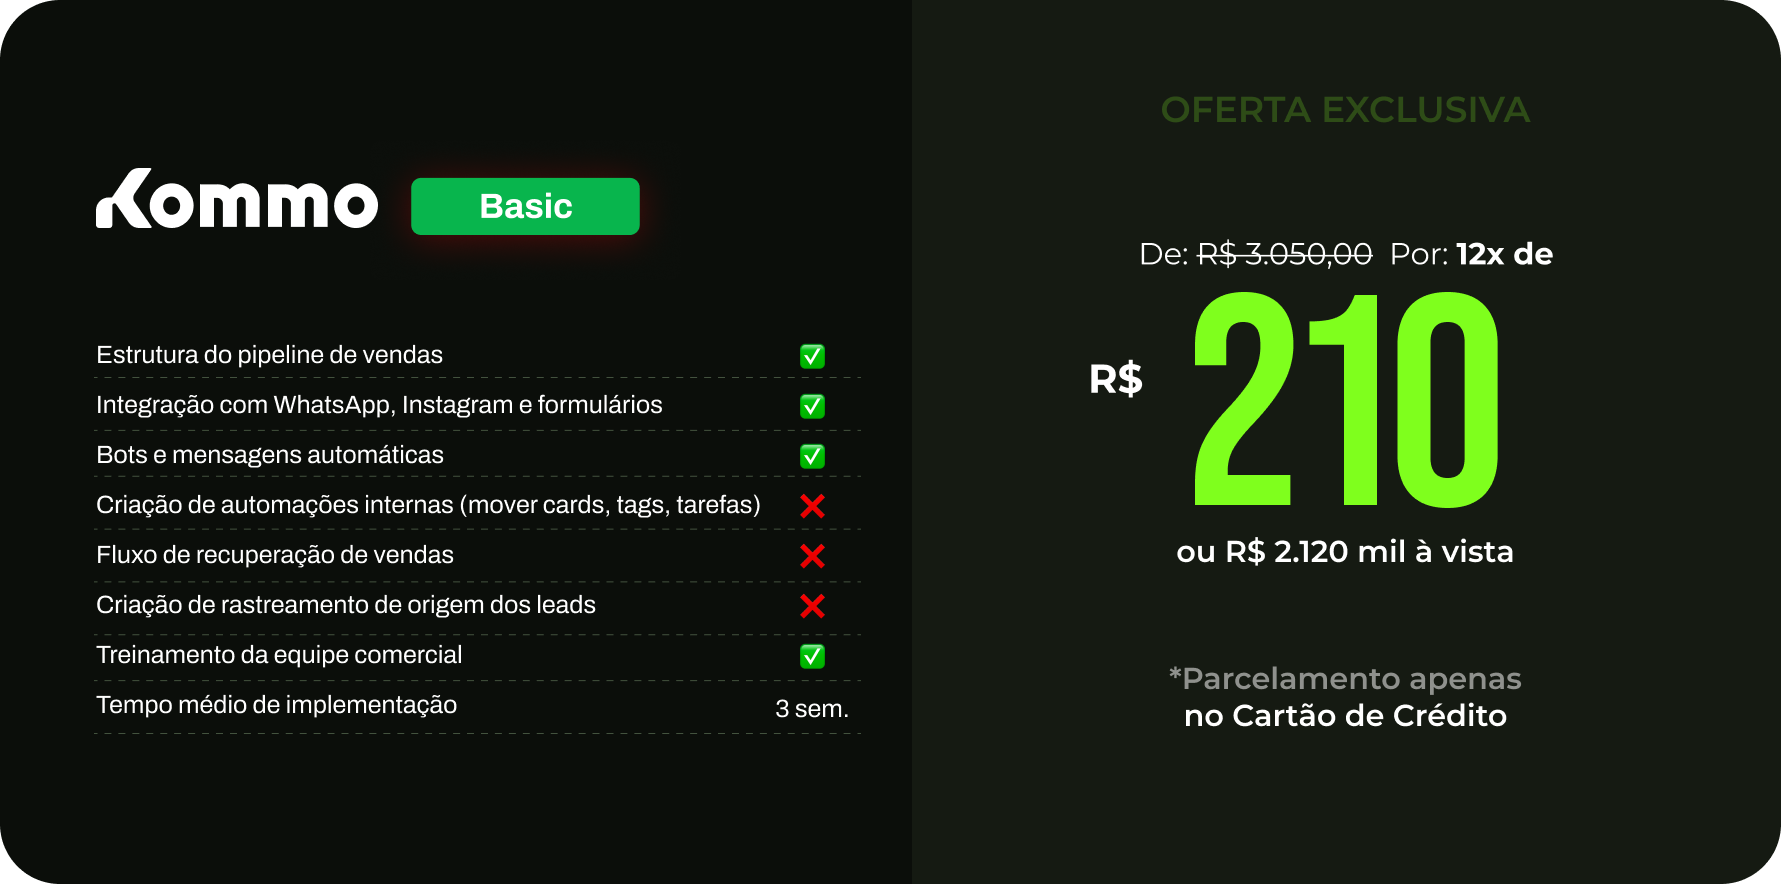 Kommo Basic
Estrutura do pipeline de vendas ✅
Integração com WhatsApp, Instagram e formulários ✅
Bots e mensagens automáticas ✅
Criação de automações internas (mover cards, tags, tarefas) ❌
Fluxo de recuperação de vendas ❌
Criação de rastreamento de origem dos leads ❌
Treinamento da equipe comercial ✅
Tempo médio de implementação 3 sem.
OFERTA EXCLUSIVA
De: R$ 3.050,00 Por: 12x de
R$ 210
ou R$ 2.120 mil à vista
*Parcelamento apenas
no Cartão de Crédito